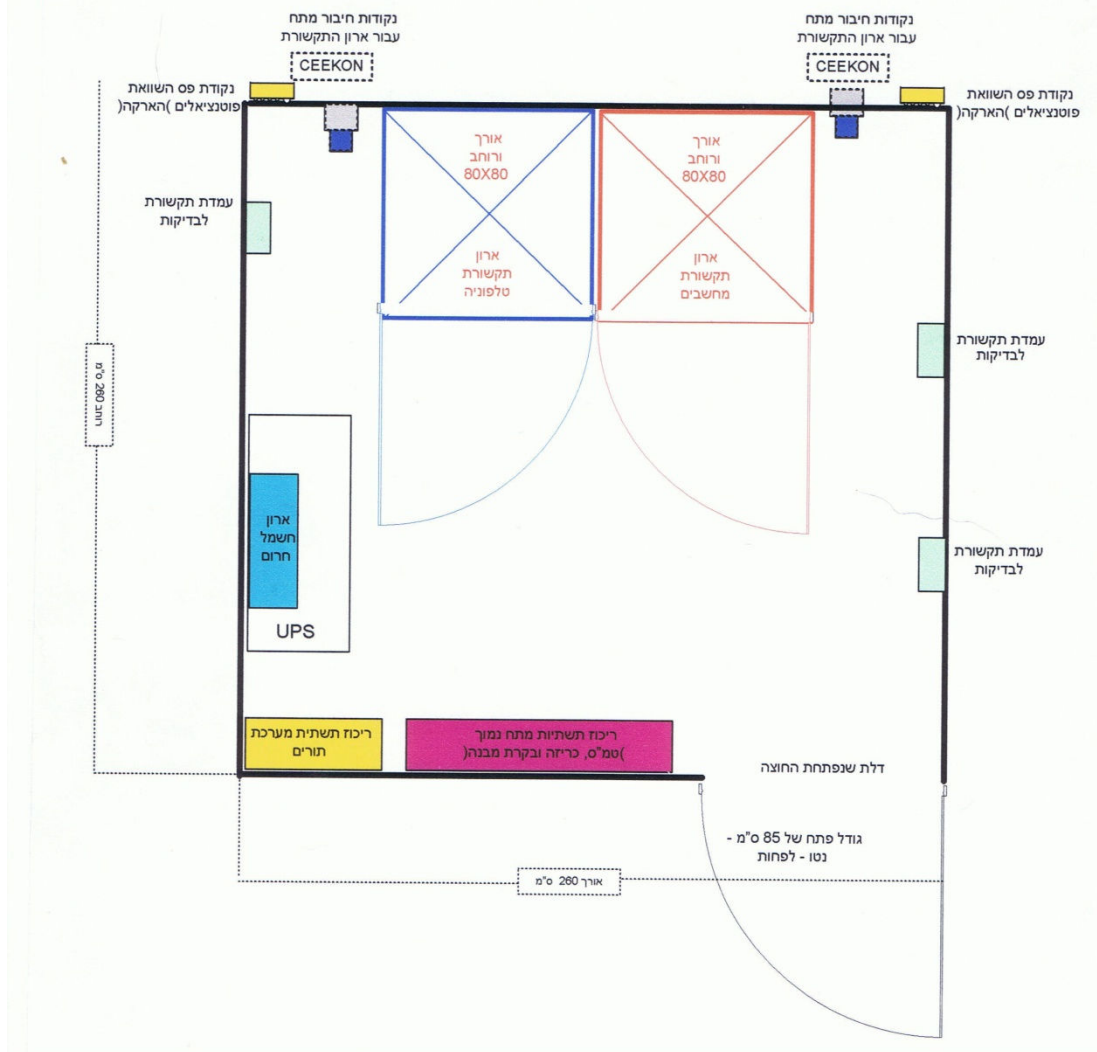 נקודות חיבור מתח
עבור ארון התקשורת
CEEKON
נקודות חיבור מתח
עבור ארון התקשורת
CEEKON
נקודת פס השוואת
פוטנציאלים )הארקה(
נקודת פס השוואת
פוטנציאלים )הארקה(
אורך
ורוחב
80X80
ארון
תקשורת
מחשבים
אורך
ורוחב
80X80
ארון
תקשורת
טלפוניה
עמדת תקשורת
לבדיקות
עמדת תקשורת
לבדיקות
עמדת תקשורת
לבדיקות
רוחב 260 ס"מ
ארון
חשמל
חרום
UPS
ריכוז תשתיות מתח נמוך
)טמ"ס, כריזה ובקרת מבנה(
ריכוז תשתית מערכת
תורים
דלת שנפתחת החוצה
גודל פתח של 85 ס"מ -
נטו - לפחות
אורך 260 ס"מ